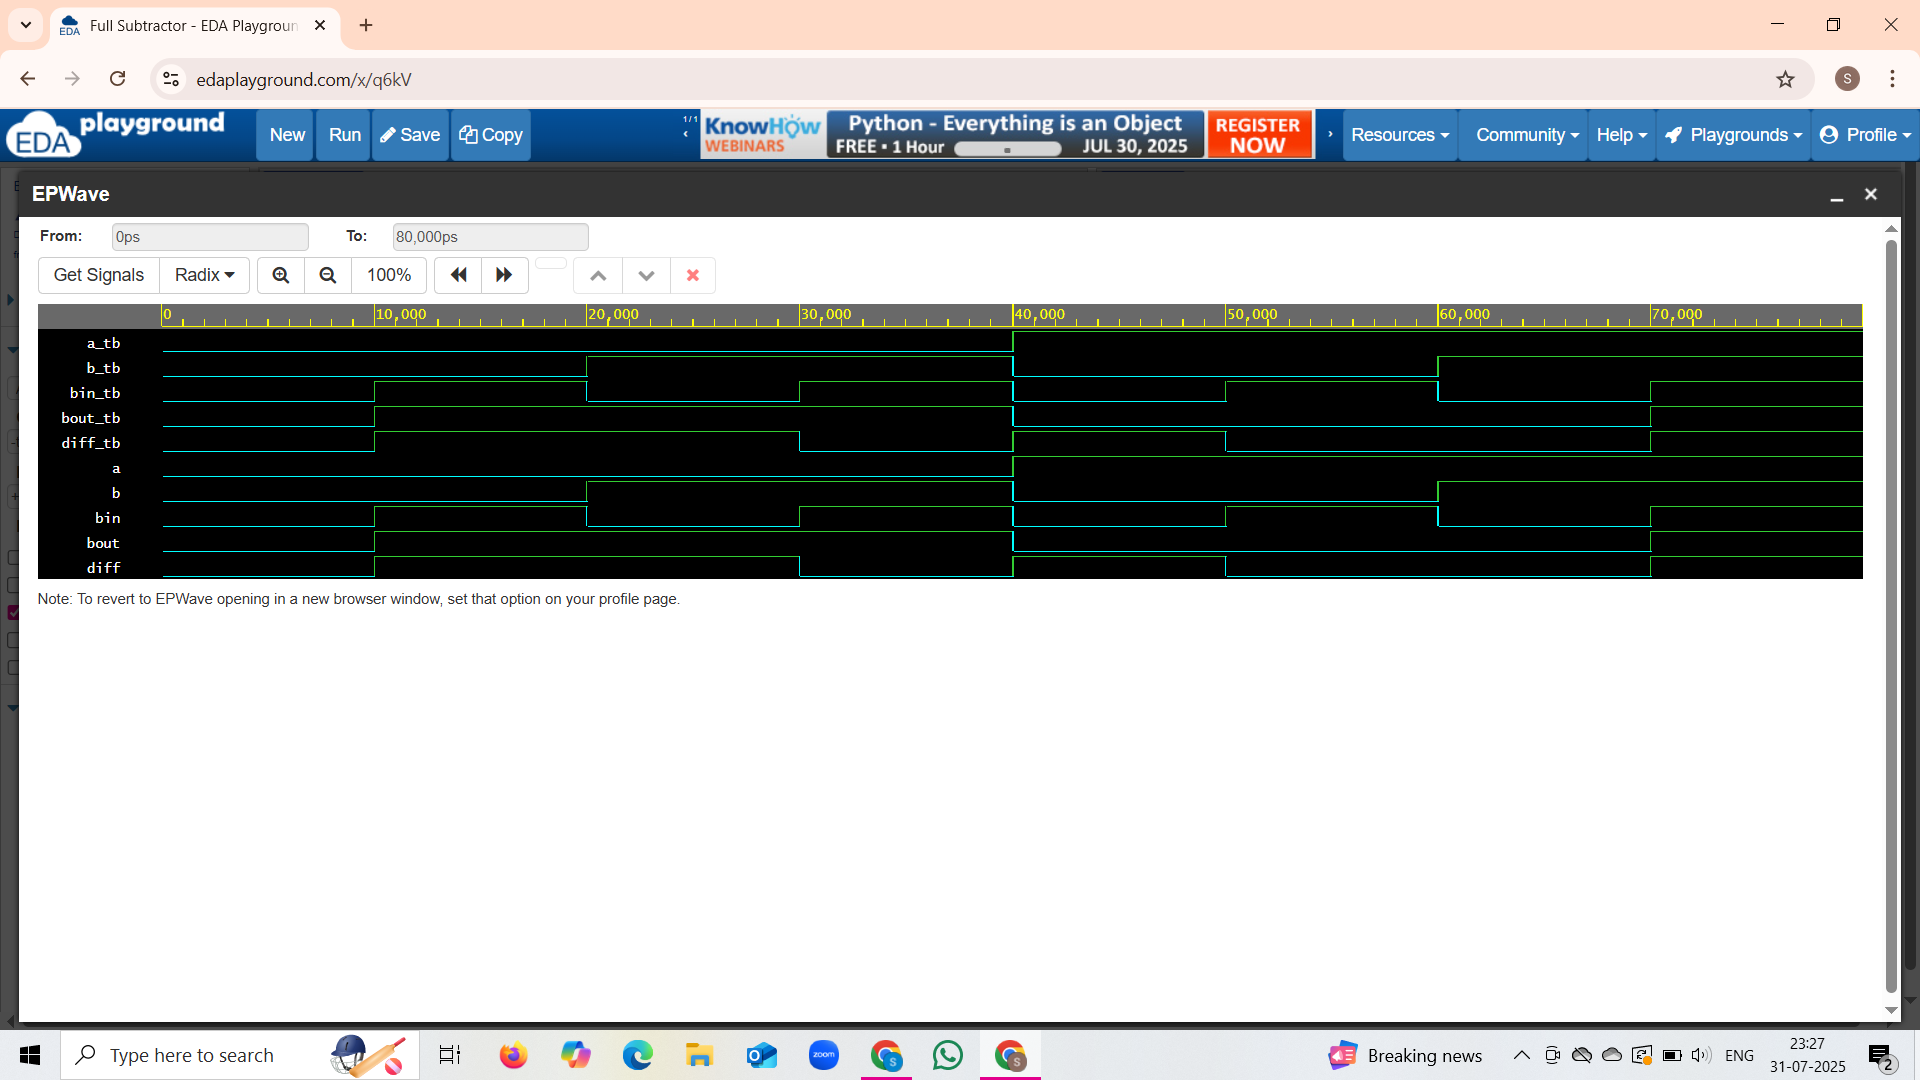 Full Subtractor - EDA Playgroun
edaplayground.com/x/q6kV
S
EDA playground
New
Run
Save
Copy
1/1
KnowHow WEBINARS
Python - Everything is an Object
FREE • 1 Hour
JUL 30, 2025
REGISTER NOW
Resources
Community
Help
Playgrounds
Profile
EPWave
From:
0ps
To:
80,000ps
Get Signals
Radix
100%
0
10,000
20,000
30,000
40,000
50,000
60,000
70,000
a_tb
b_tb
bin_tb
bout_tb
diff_tb
a
b
bin
bout
diff
Note: To revert to EPWave opening in a new browser window, set that option on your profile page.
Type here to search
zoom
Breaking news
ENG
23:27
31-07-2025
2